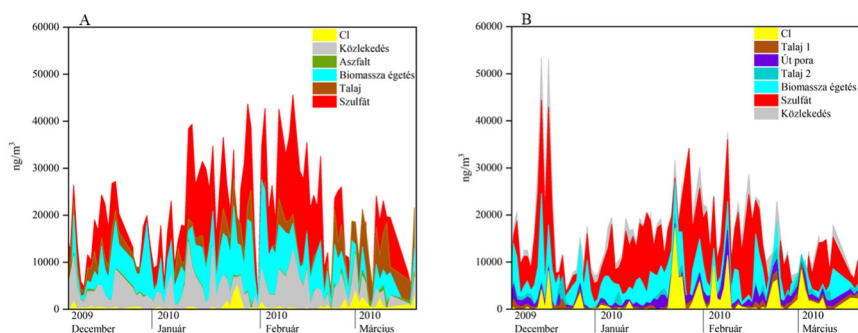 A
60000
50000
40000
30000
20000
10000
0
ng/m³
Cl
Közlekedés
Aszfalt
Biomassza égetés
Talaj
Szulfát
2009
December
2010
Január
2010
Február
2010
Március
B
60000
50000
40000
30000
20000
10000
0
ng/m³
Cl
Talaj 1
Út pora
Talaj 2
Biomassza égetés
Szulfát
Közlekedés
2009
December
2010
Január
2010
Február
2010
Március